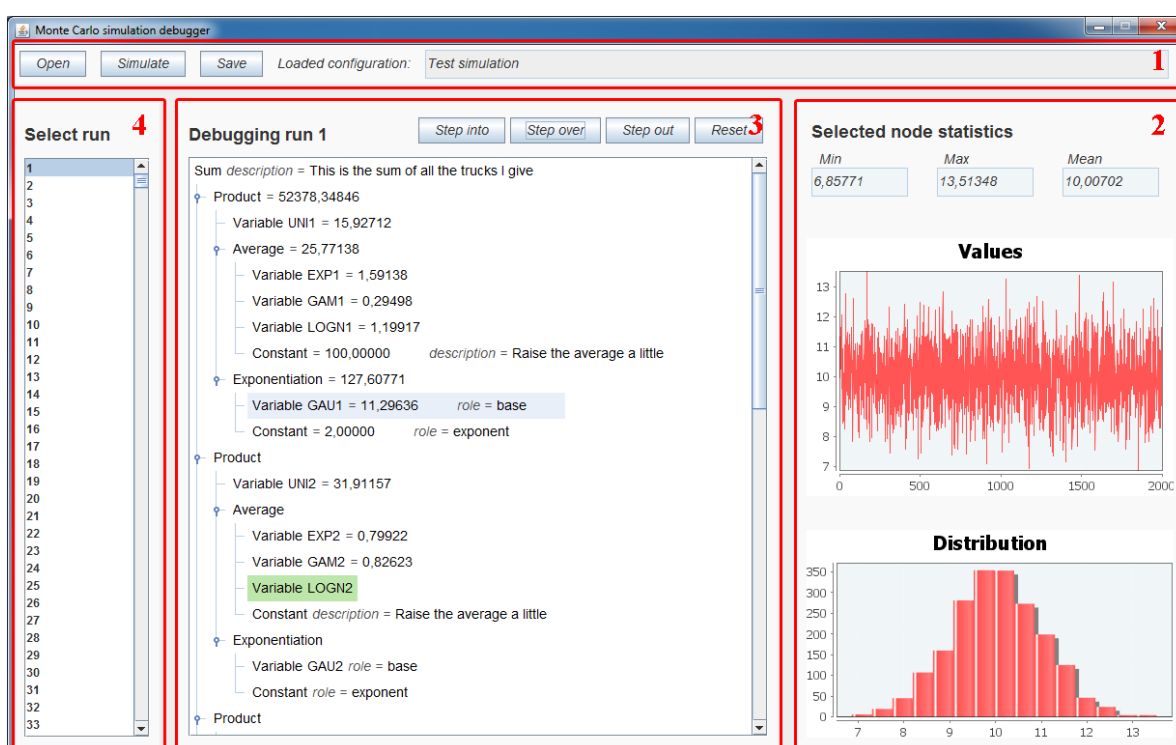 Monte Carlo simulation debugger
Open Simulate Save Loaded configuration: Test simulation 1
Select run 4
1
2
3
4
5
6
7
8
9
10
11
12
13
14
15
16
17
18
19
20
21
22
23
24
25
26
27
28
29
30
31
32
33
Debugging run 1 Step into Step over Step out Reset 3
Sum description = This is the sum of all the trucks I give
Product = 52378,34846
Variable UNI1 = 15,92712
Average = 25,77138
Variable EXP1 = 1,59138
Variable GAM1 = 0,29498
Variable LOGN1 = 1,19917
Constant = 100,00000 description = Raise the average a little
Exponentiation = 127,60771
Variable GAU1 = 11,29636 role = base
Constant = 2,00000 role = exponent
Product
Variable UNI2 = 31,91157
Average
Variable EXP2 = 0,79922
Variable GAM2 = 0,82623
Variable LOGN2
Constant description = Raise the average a little
Exponentiation
Variable GAU2 role = base
Constant role = exponent
Product
Selected node statistics 2
Min Max Mean
6,85771 13,51348 10,00702
Values
13
12
11
10
9
8
7
0 500 1000 1500 2000
Distribution
350
300
250
200
150
100
50
0
7 8 9 10 11 12 13